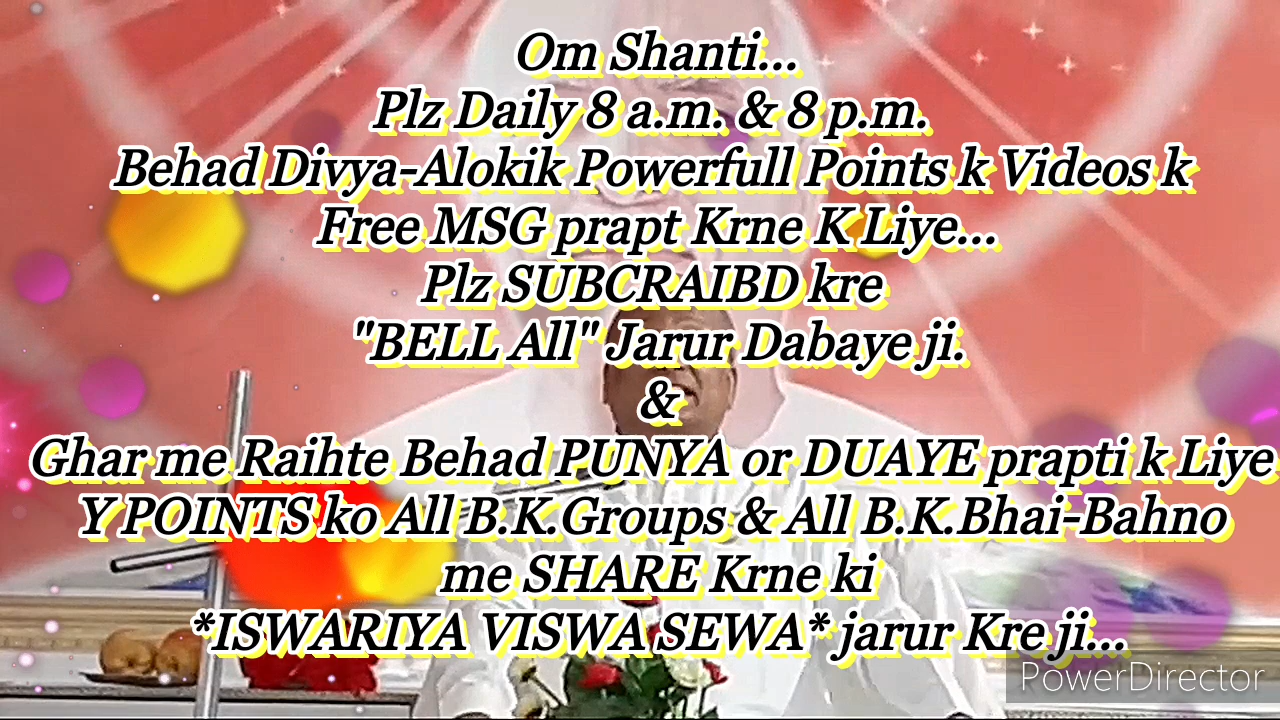 Om Shanti...
Plz Daily 8 a.m. & 8 p.m.
Behad Divya-Alokik Powerfull Points k Videos k
Free MSG prapt Krne K Liye...
Plz SUBCRAIBD kre
"BELL All" Jarur Dabaye ji.
&
Ghar me Raihte Behad PUNYA or DUAYE prapti k Liye
Y POINTS ko All B.K.Groups & All B.K.Bhai-Bahno
me SHARE Krne ki
*ISWARIYA VISWA SEWA* jarur Kre ji...
PowerDirector